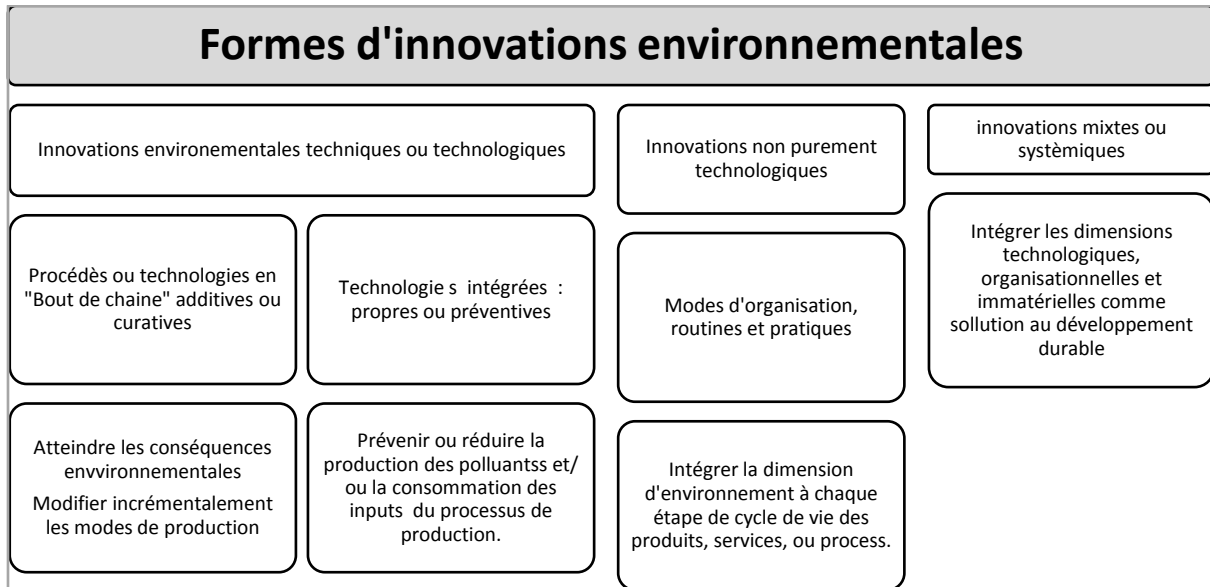 Formes d'innovations environnementales
Innovations environementales techniques ou technologiques
Innovations non purement
technologiques
innovations mixtes ou
systèmiques
Procédès ou technologies en
"Bout de chaine" additives ou
curatives
Technologie s intégrées :
propres ou préventives
Modes d'organisation,
routines et pratiques
Intégrer les dimensions
technologiques,
organisationnelles et
immatérielles comme
sollution au développement
durable
Atteindre les conséquences
envvironnementales
Modifier incrémentalement
les modes de production
Prévenir ou réduire la
production des polluantss et/
ou la consommation des
inputs du processus de
production.
Intégrer la dimension
d'environnement à chaque
étape de cycle de vie des
produits, services, ou process.